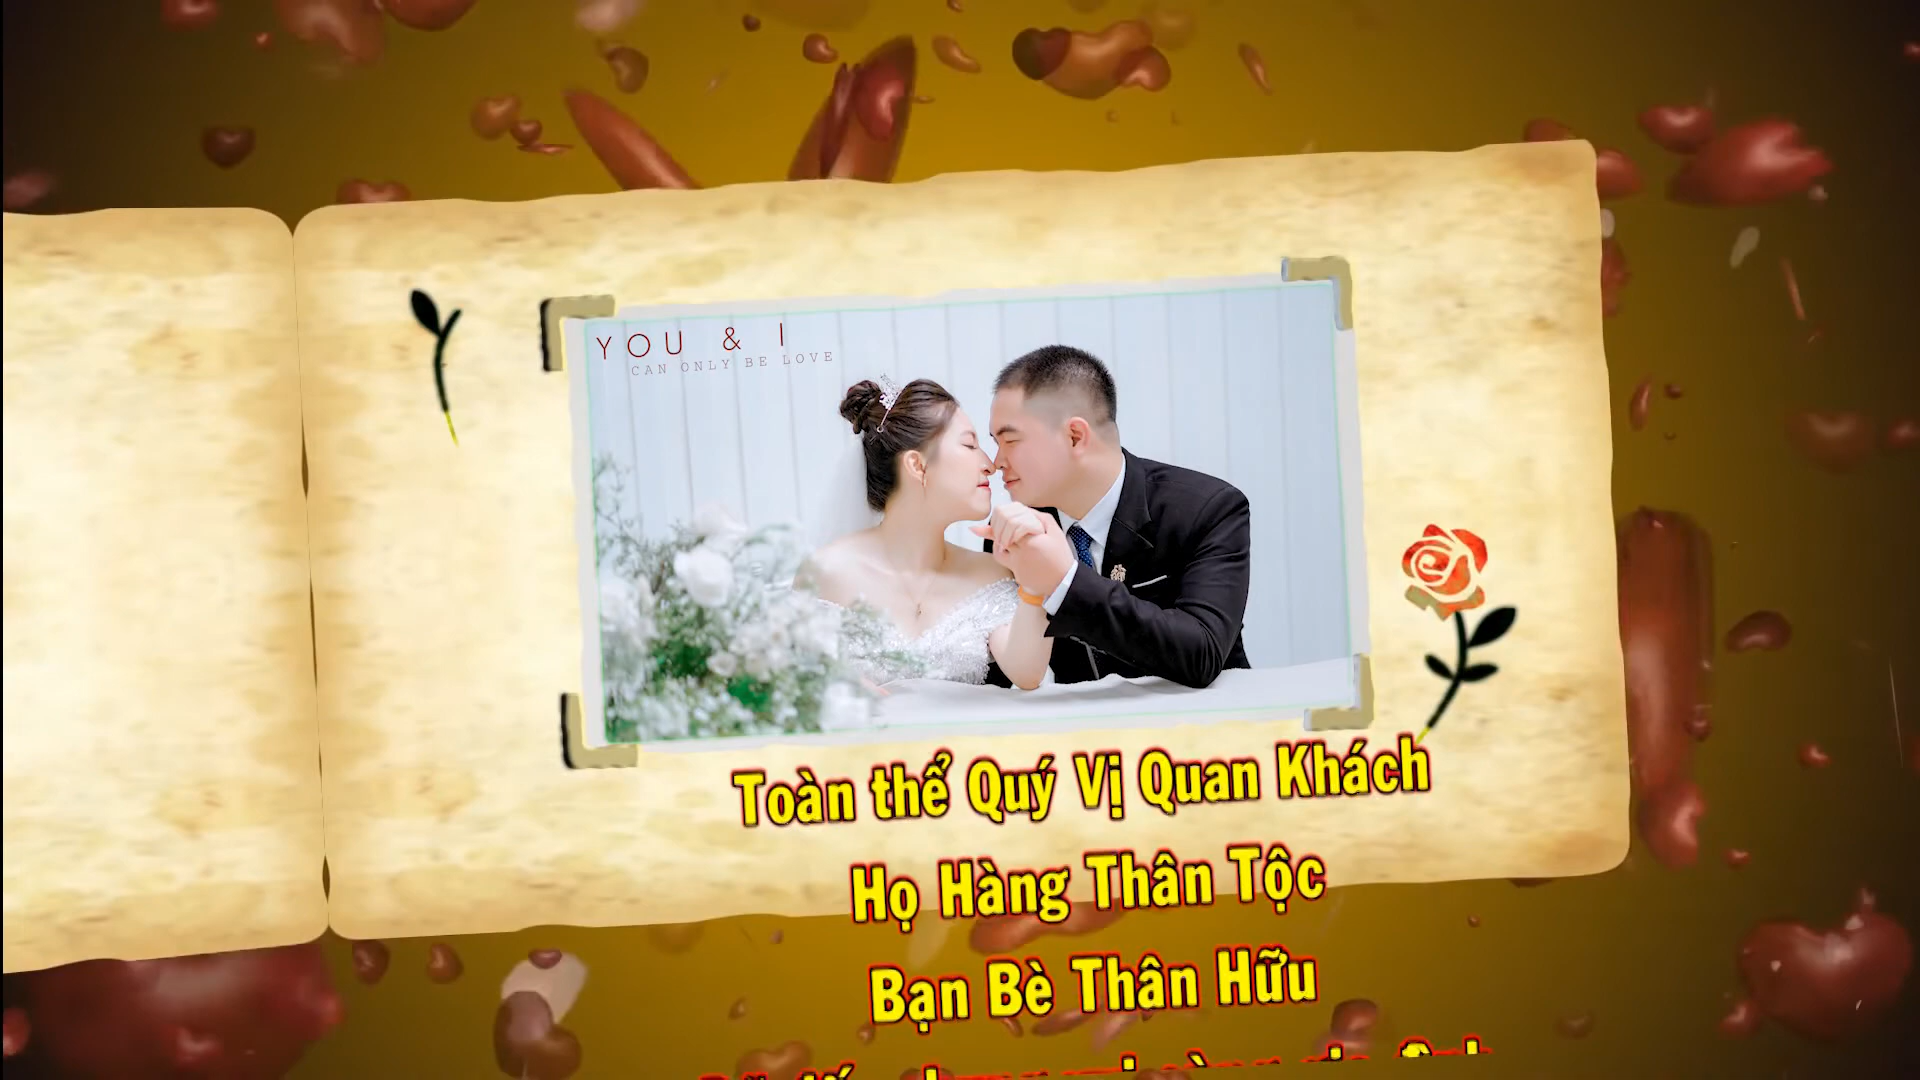 YOU & I
CAN ONLY BE LOVE
Toàn thể Quý Vị Quan Khách
Họ Hàng Thân Tộc
Bạn Bè Thân Hữu